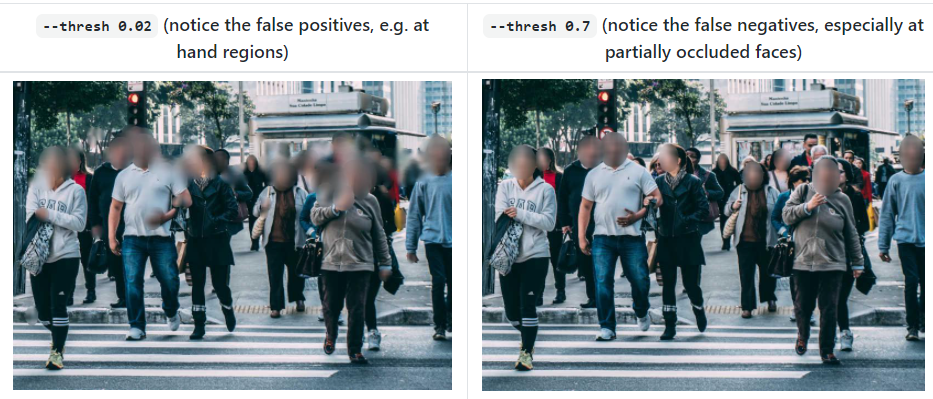 --thresh 0.02 (notice the false positives, e.g. at
hand regions)
--thresh 0.7 (notice the false negatives, especially at
partially occluded faces)
GAP